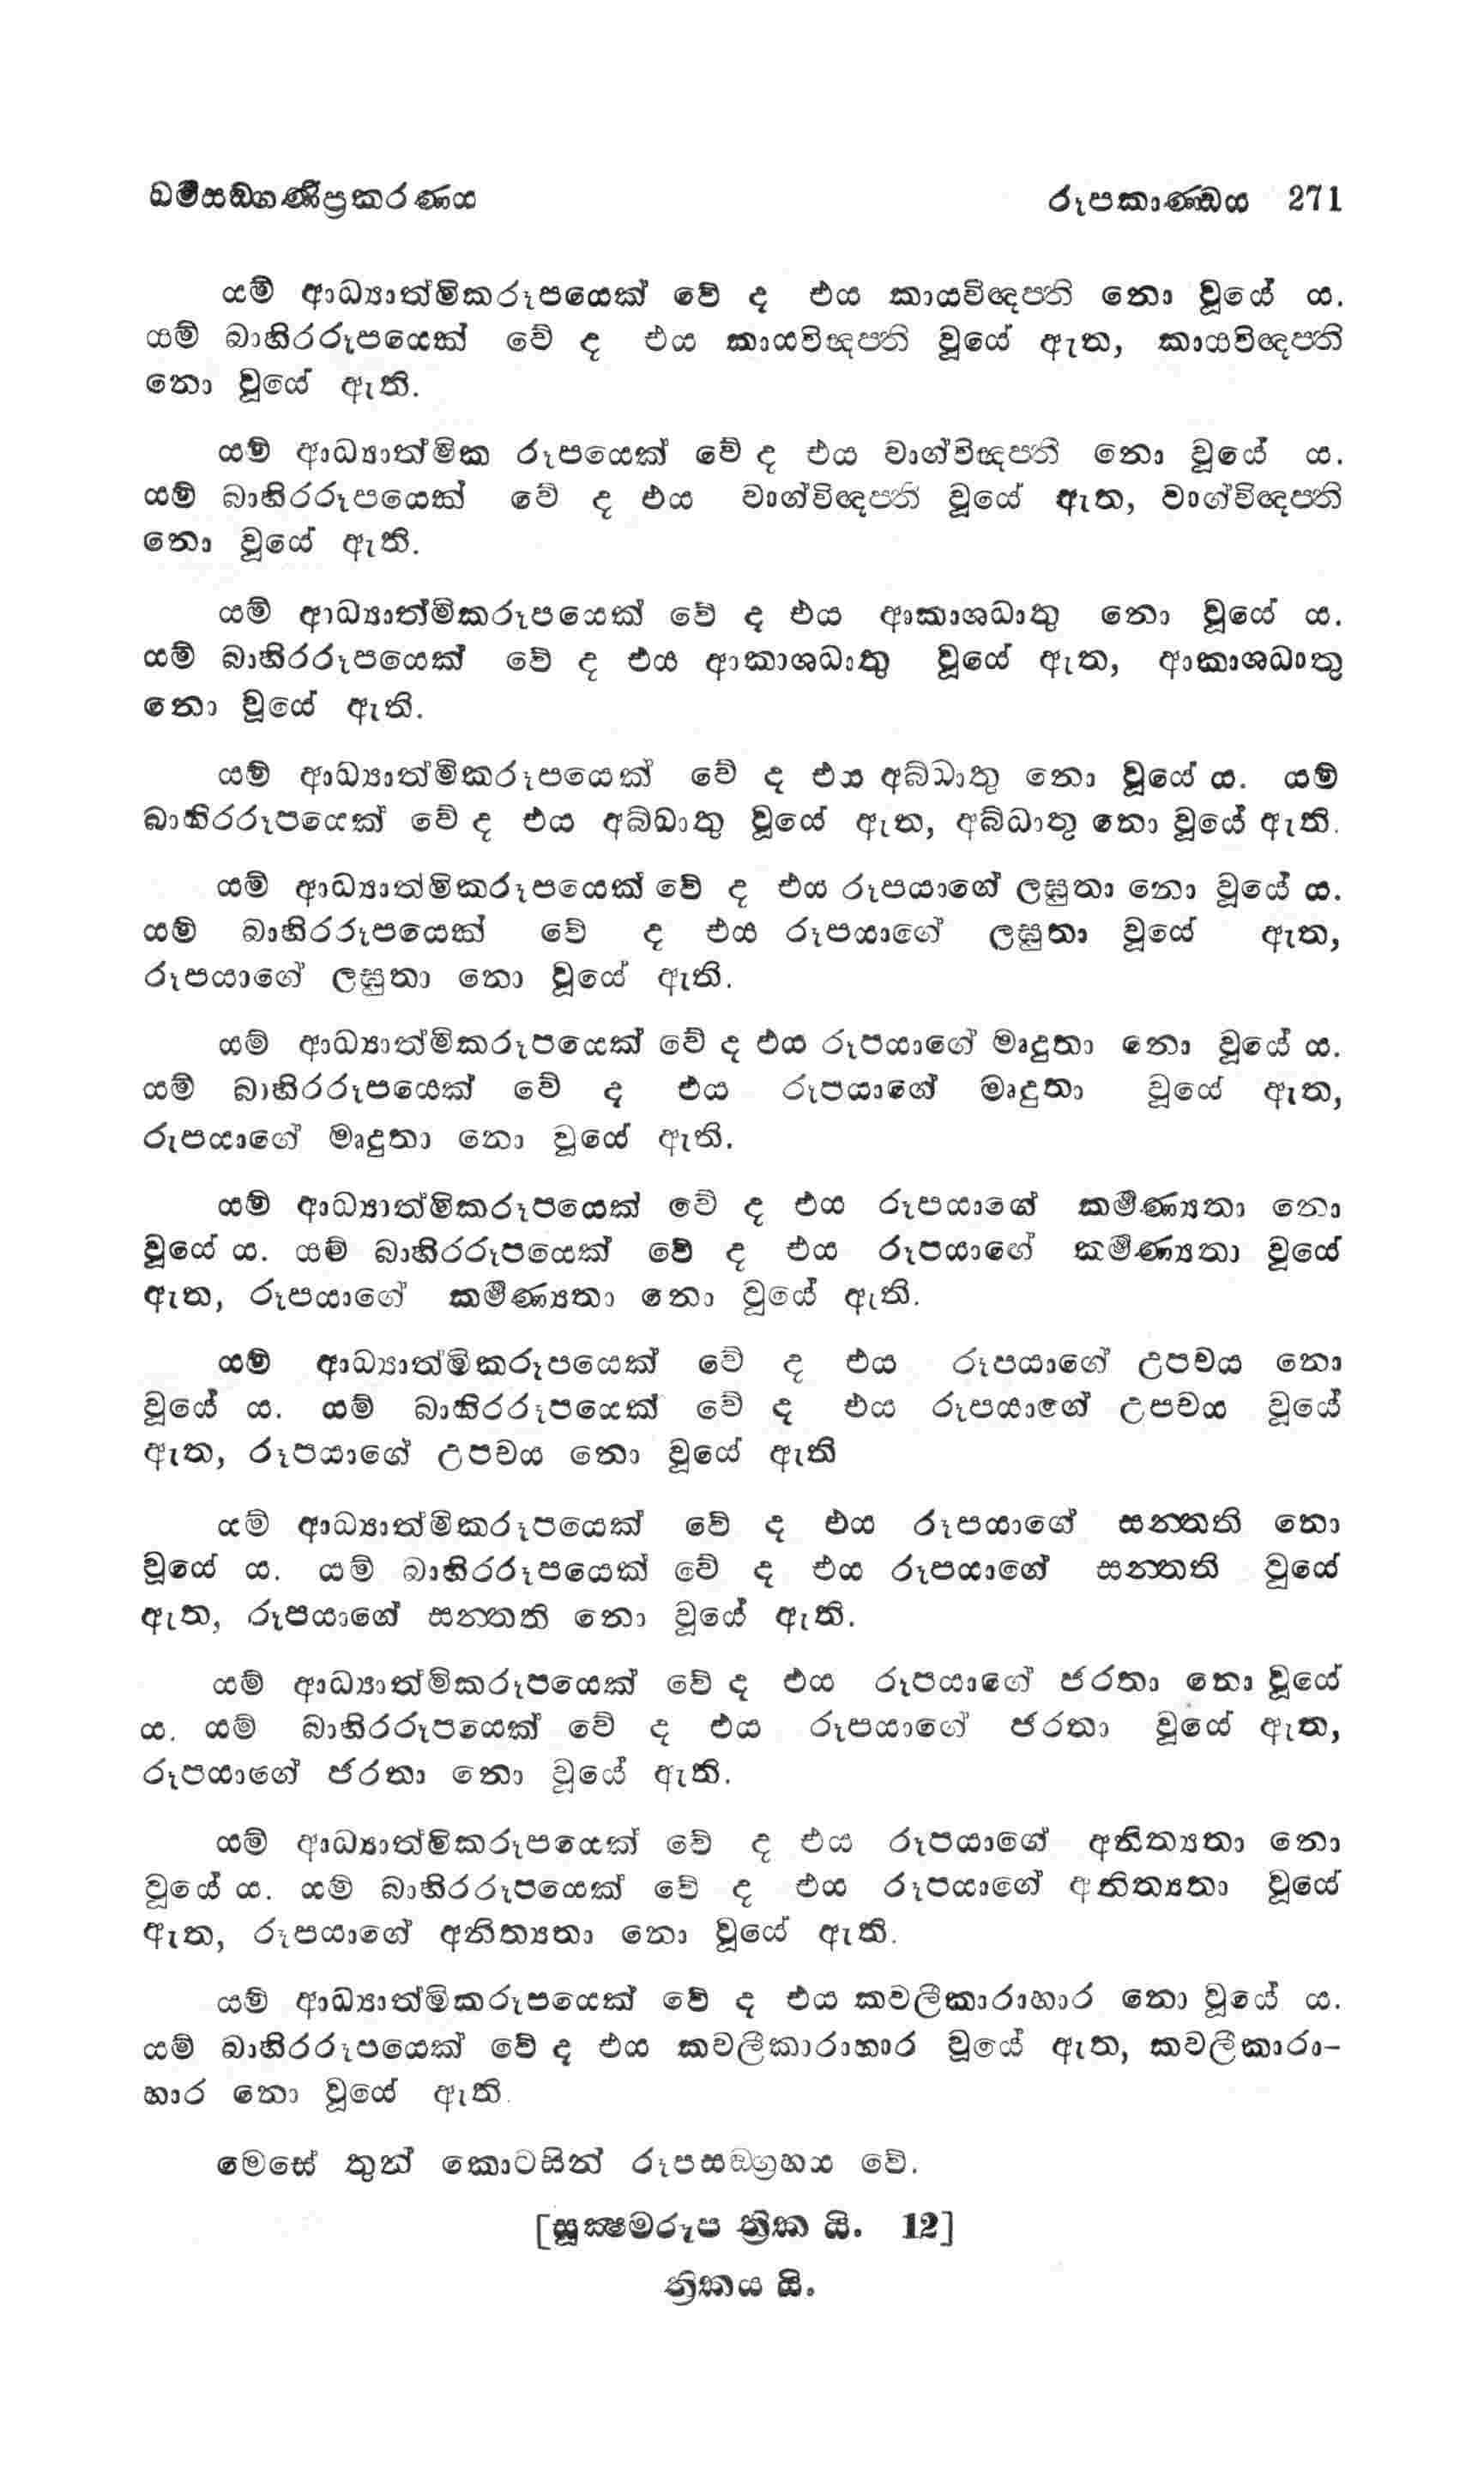 ධර්මසඞ්ගණිප්‍රකරණය රූපකාණ්ඩය 271
යම් ආධ්‍යාත්මිකරූපයෙක් වේ ද එය කායවිඥප්ති නො වූයේ ය.
යම් බාහිරරූපයෙක් වේ ද එය කායවිඥප්ති වූයේ ඇත, කායවිඥප්ති
නො වූයේ ඇති.
යම් ආධ්‍යාත්මික රූපයෙක් වේ ද එය වාග්විඥප්ති නො වූයේ ය.
යම් බාහිරරූපයෙක් වේ ද එය වාග්විඥප්ති වූයේ ඇත, වාග්විඥප්ති
නො වූයේ ඇති.
යම් ආධ්‍යාත්මිකරූපයෙක් වේ ද එය ආකාශධාතු නො වූයේ ය.
යම් බාහිරරූපයෙක් වේ ද එය ආකාශධාතු වූයේ ඇත, ආකාශධාතු
නො වූයේ ඇති.
යම් ආධ්‍යාත්මිකරූපයෙක් වේ ද එය අබ්ධාතු නො වූයේ ය. යම්
බාහිරරූපයෙක් වේ ද එය අබ්ධාතු වූයේ ඇත, අබ්ධාතු නො වූයේ ඇති.
යම් ආධ්‍යාත්මිකරූපයෙක් වේ ද එය රූපයාගේ ලඝුතා නො වූයේ ය.
යම් බාහිරරූපයෙක් වේ ද එය රූපයාගේ ලඝුතා වූයේ ඇත,
රූපයාගේ ලඝුතා නො වූයේ ඇති.
යම් ආධ්‍යාත්මිකරූපයෙක් වේ ද එය රූපයාගේ මෘදුතා නො වූයේ ය.
යම් බාහිරරූපයෙක් වේ ද එය රූපයාගේ මෘදුතා වූයේ ඇත,
රූපයාගේ මෘදුතා නො වූයේ ඇති.
යම් ආධ්‍යාත්මිකරූපයෙක් වේ ද එය රූපයාගේ කර්මණ්‍යතා නො
වූයේ ය. යම් බාහිරරූපයෙක් වේ ද එය රූපයාගේ කර්මණ්‍යතා වූයේ
ඇත, රූපයාගේ කර්මණ්‍යතා නො වූයේ ඇති.
යම් ආධ්‍යාත්මිකරූපයෙක් වේ ද එය රූපයාගේ උපචය නො
වූයේ ය. යම් බාහිරරූපයෙක් වේ ද එය රූපයාගේ උපචය වූයේ
ඇත, රූපයාගේ උපචය නො වූයේ ඇති
යම් ආධ්‍යාත්මිකරූපයෙක් වේ ද එය රූපයාගේ සන්තති නො
වූයේ ය. යම් බාහිරරූපයෙක් වේ ද එය රූපයාගේ සන්තති වූයේ
ඇත, රූපයාගේ සන්තති නො වූයේ ඇති.
යම් ආධ්‍යාත්මිකරූපයෙක් වේ ද එය රූපයාගේ ජරතා නො වූයේ
ය. යම් බාහිරරූපයෙක් වේ ද එය රූපයාගේ ජරතා වූයේ ඇත,
රූපයාගේ ජරතා නො වූයේ ඇති.
යම් ආධ්‍යාත්මිකරූපයෙක් වේ ද එය රූපයාගේ අනිත්‍යතා නො
වූයේ ය. යම් බාහිරරූපයෙක් වේ ද එය රූපයාගේ අනිත්‍යතා වූයේ
ඇත, රූපයාගේ අනිත්‍යතා නො වූයේ ඇති.
යම් ආධ්‍යාත්මිකරූපයෙක් වේ ද එය කවලීකාරාහාර නො වූයේ ය.
යම් බාහිරරූපයෙක් වේ ද එය කවලීකාරාහාර වූයේ ඇත, කවලීකාරා-
හාර නො වූයේ ඇති.
මෙසේ තුන් කොටසින් රූපසඞ්ග්‍රහය වේ.
[සූක්ෂ්මරූප ත්‍රික යි. 12]
ත්‍රිකය යි.